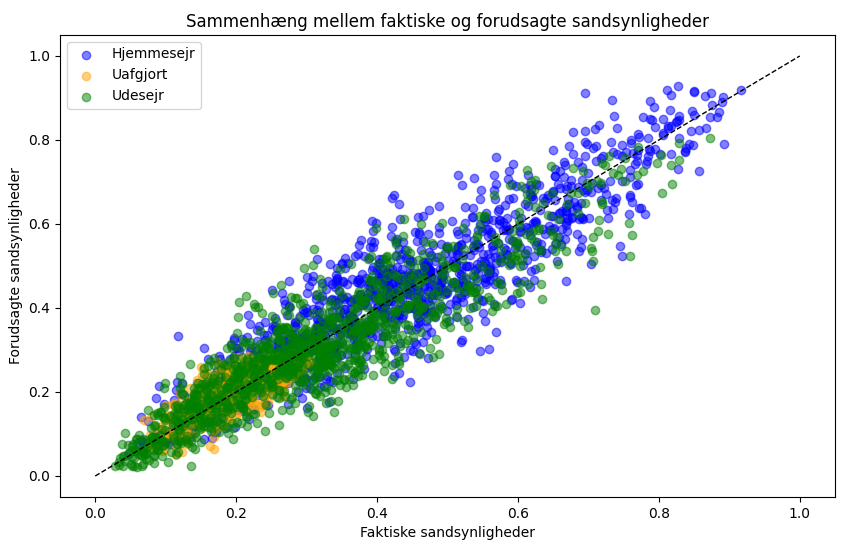 Sammenhæng mellem faktiske og forudsagte sandsynligheder
Hjemmesejr
Uafgjort
Udesejr
Forudsagte sandsynligheder
1.0
0.8
0.6
0.4
0.2
0.0
0.0 0.2 0.4 0.6 0.8 1.0
Faktiske sandsynligheder